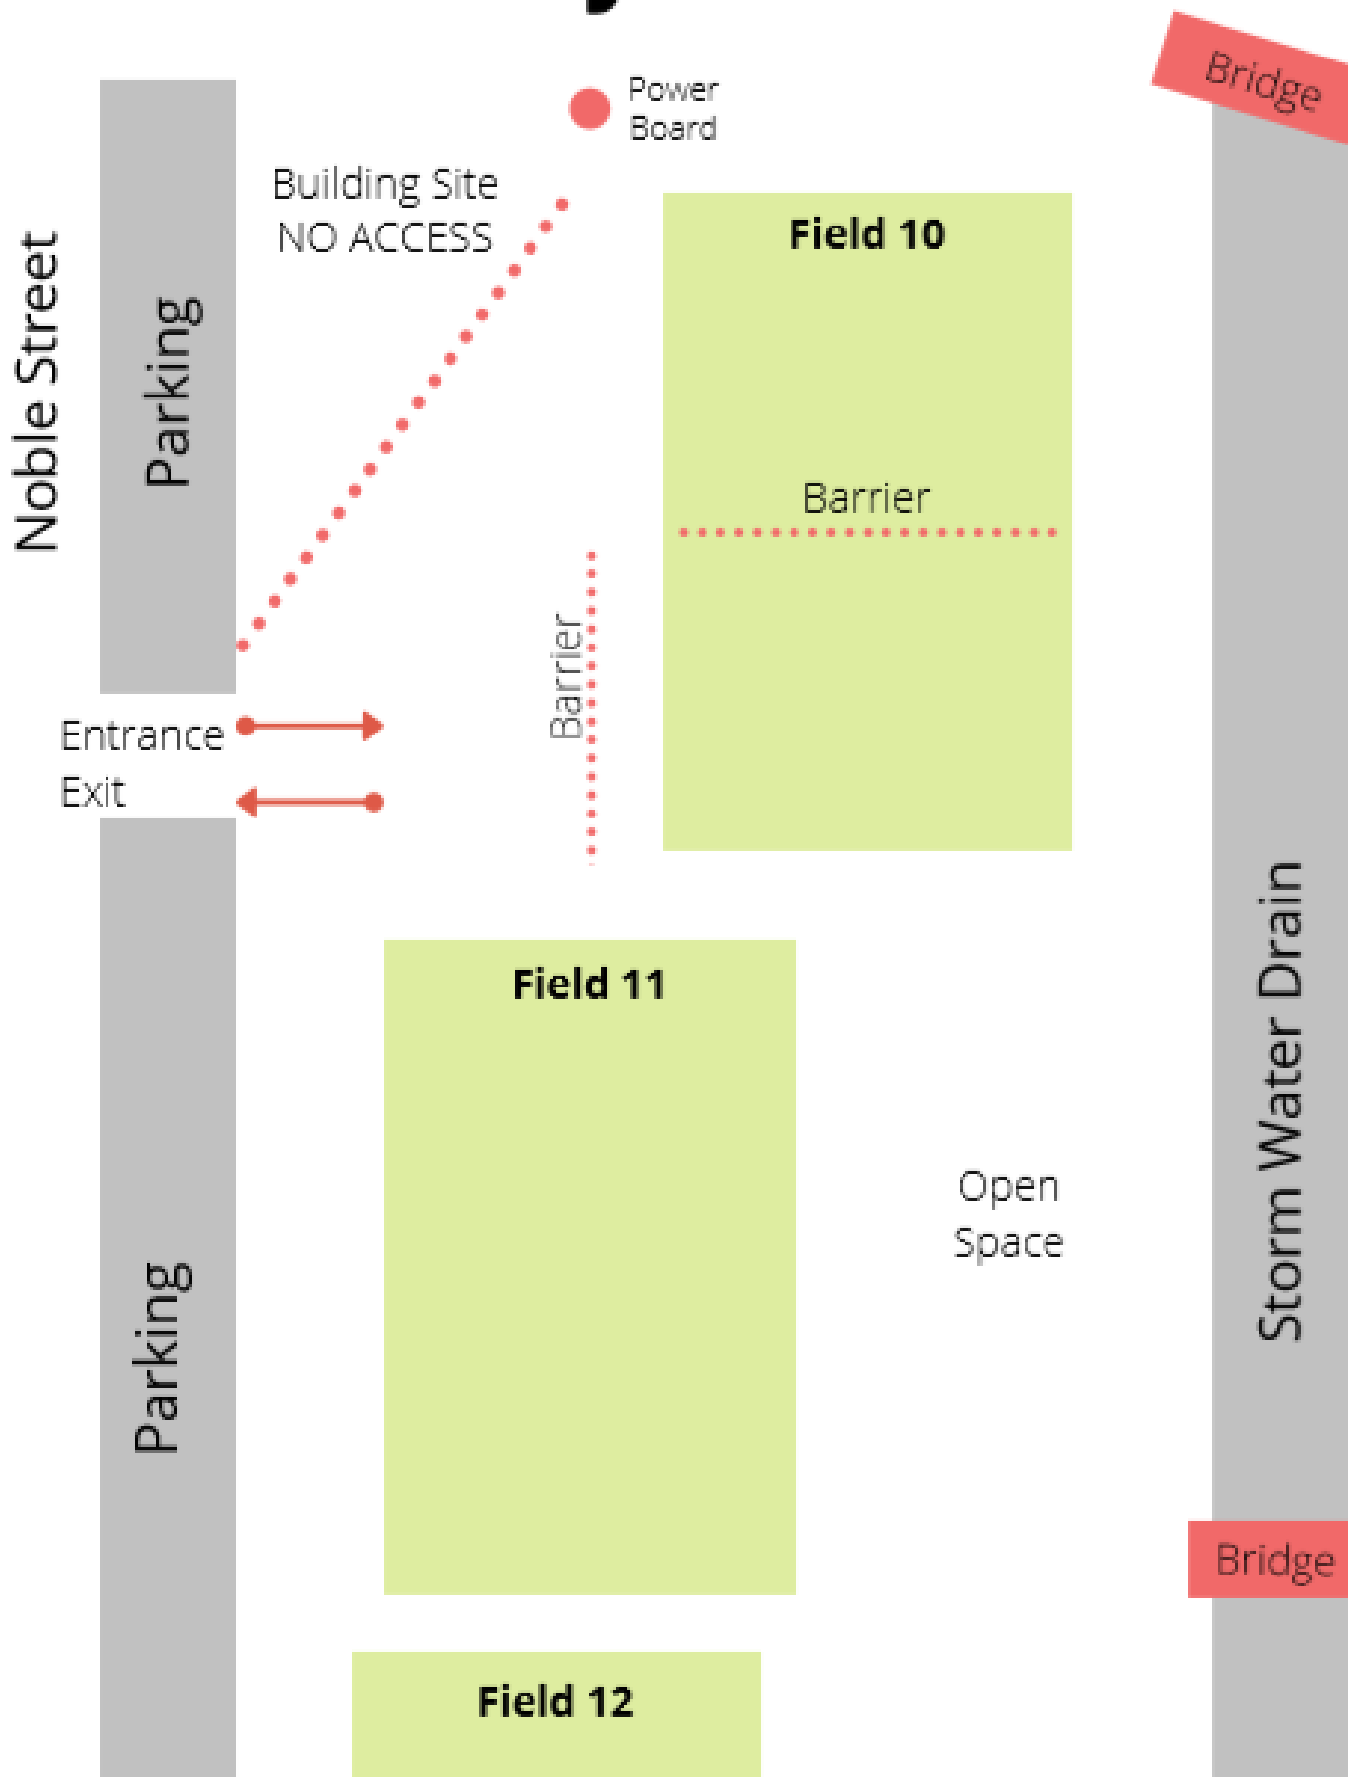 Bridge
Power
Board
Building Site
NO ACCESS
Field 10
Noble Street
Parking
Barrier
Barrier
Entrance
Exit
Field 11
Storm Water Drain
Open
Space
Parking
Bridge
Field 12